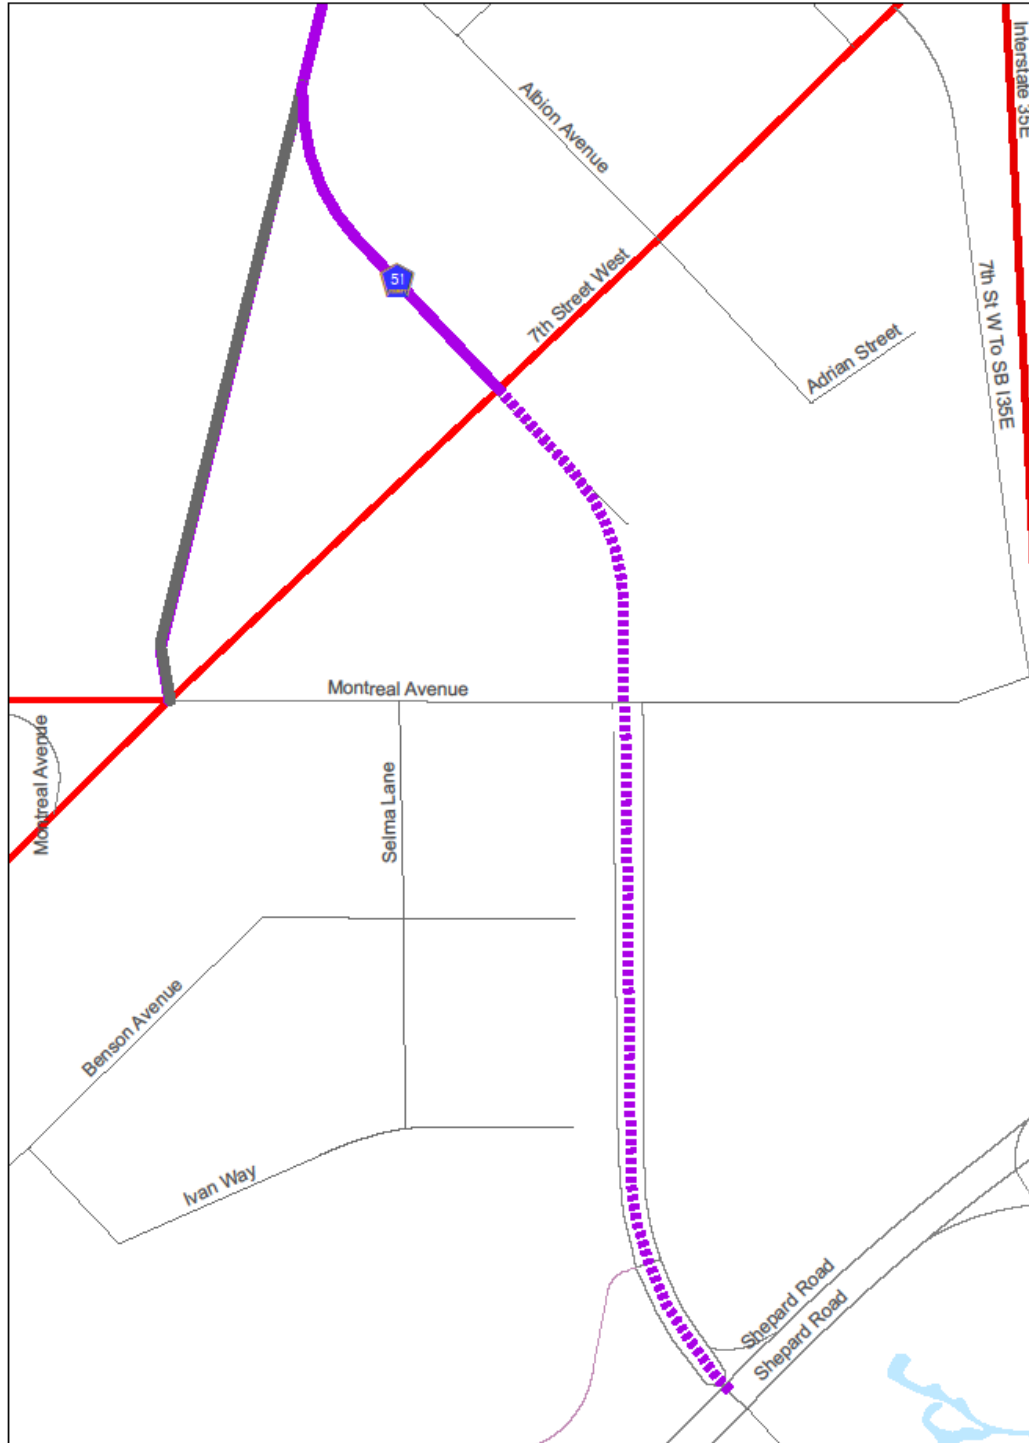 Interstate 35E
Albion Avenue
7th Street West
51
7th St W To SB I35E
Adrian Street
Montreal Avenue
Montreal Avenue
Selma Lane
Benson Avenue
Ivan Way
Shepard Road
Shepard Road